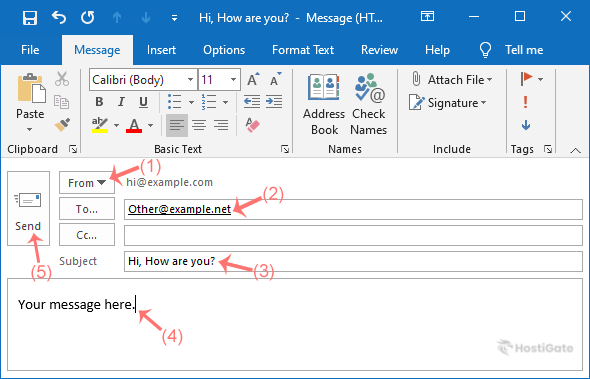 Hi, How are you? - Message (HT...
File Message Insert Options Format Text Review Tell me
Paste
Calibri (Body) 11 A A
B I U
ab A A
Address Book
Check Names
Attach File
Signature
Clipboard Basic Text Names Include Tags
(1)
From hi@example.com
(2)
To... Other@example.net
Send
Cc...
(5)
Subject Hi, How are you? (3)
Your message here.
(4)
HostiGate